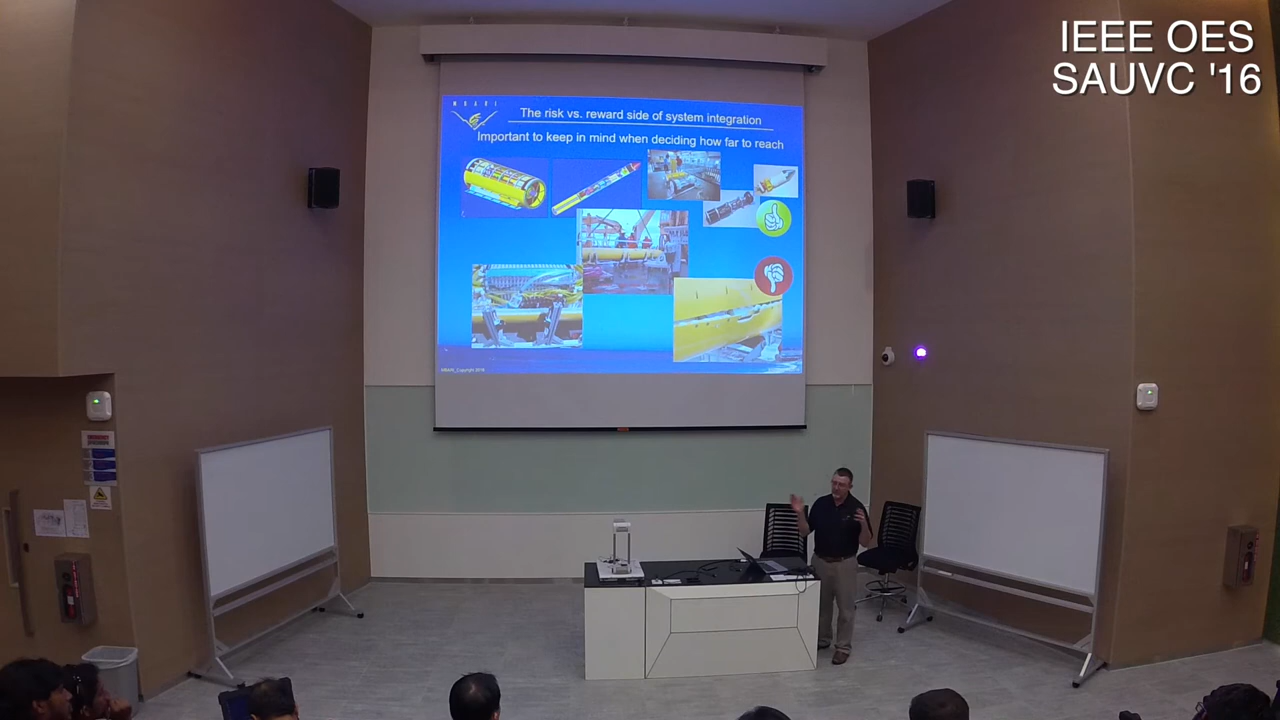 IEEE OES
SAUVC '16
MBARI
The risk vs. reward side of system integration
Important to keep in mind when deciding how far to reach